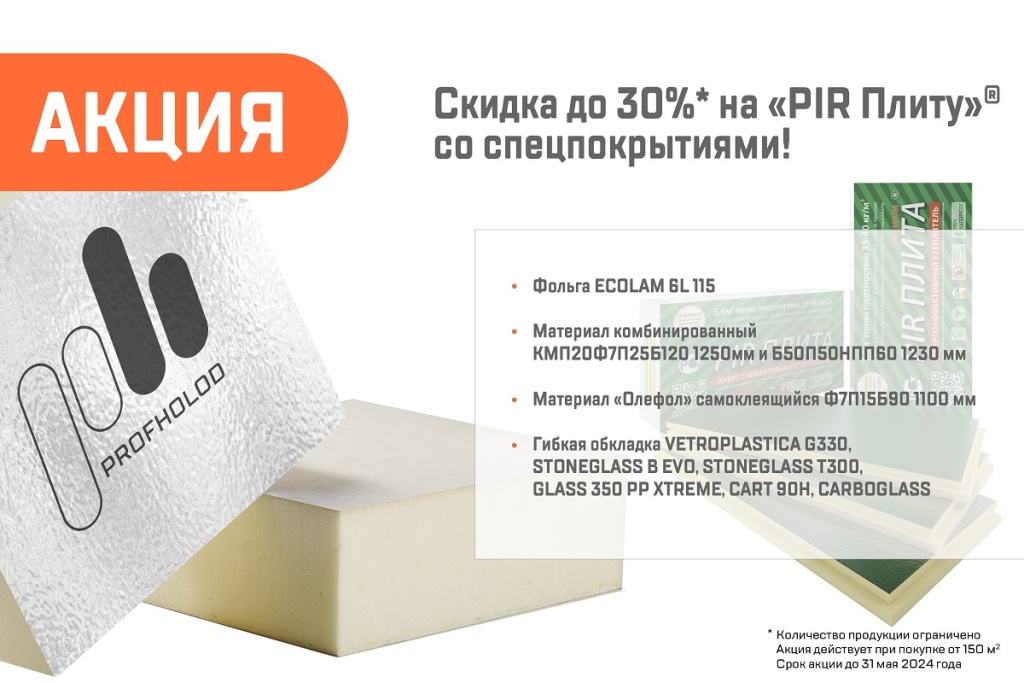 АКЦИЯ
Скидка до 30%* на «PIR Плиту»®
со спецпокрытиями!
• Фольга ECOLAM 6L 115
• Материал комбинированный
КМП20Ф7П25Б120 1250мм и Б50П50НПП60 1230 мм
• Материал «Олефол» самоклеящийся Ф7П15Б90 1100 мм
• Гибкая обкладка VETROPLASTICA G330,
STONEGLASS B EVO, STONEGLASS T300,
GLASS 350 PP XTREME, CART 90H, CARBOGLASS
PROFHOLOD
PIR ПЛИТА
ЭНЕРГОЭФФЕКТИВНЫЙ УТЕПЛИТЕЛЬ
PIR ПЛИТА
* Количество продукции ограничено
Акция действует при покупке от 150 м²
Срок акции до 31 мая 2024 года